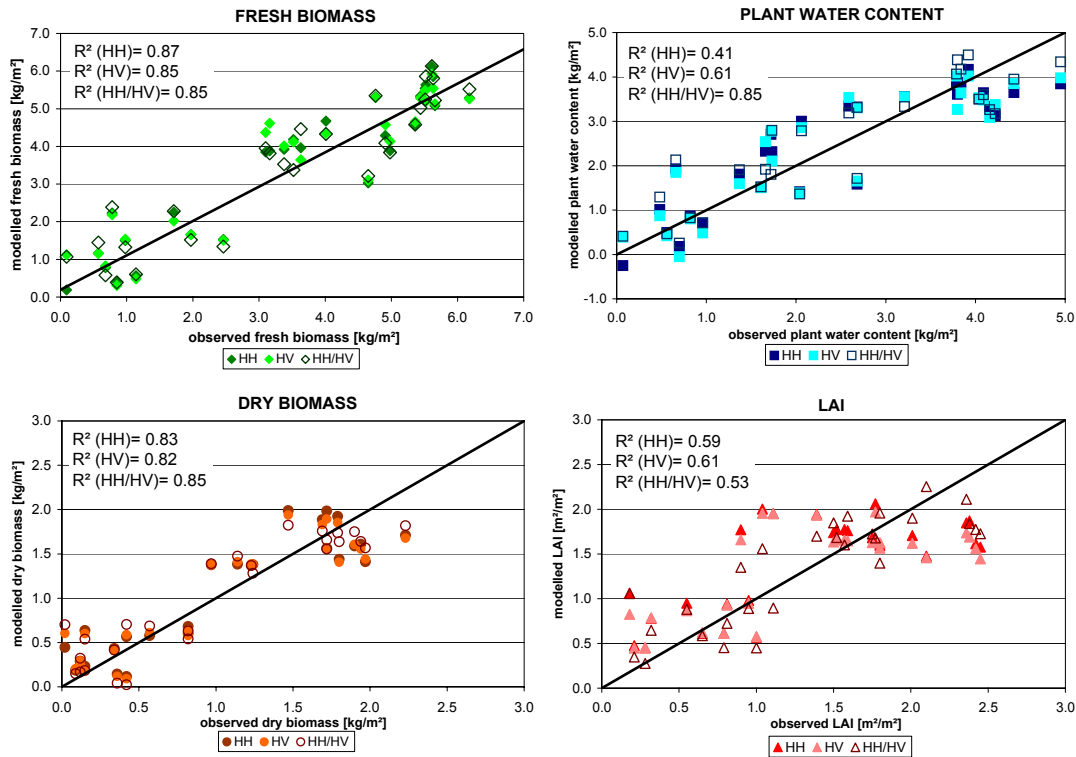 FRESH BIOMASS
R² (HH)= 0.87
R² (HV)= 0.85
R² (HH/HV)= 0.85
modelled fresh biomass [kg/m²]
7.0
6.0
5.0
4.0
3.0
2.0
1.0
0.0
0.0 1.0 2.0 3.0 4.0 5.0 6.0 7.0
observed fresh biomass [kg/m²]
HH HV HH/HV
PLANT WATER CONTENT
R² (HH)= 0.41
R² (HV)= 0.61
R² (HH/HV)= 0.85
modelled plant water content [kg/m²]
5.0
4.0
3.0
2.0
1.0
0.0
-1.0
0.0 1.0 2.0 3.0 4.0 5.0
observed plant water content [kg/m²]
HH HV HH/HV
DRY BIOMASS
R² (HH)= 0.83
R² (HV)= 0.82
R² (HH/HV)= 0.85
modelled dry biomass [kg/m²]
3.0
2.5
2.0
1.5
1.0
0.5
0.0
0.0 0.5 1.0 1.5 2.0 2.5 3.0
observed dry biomass [kg/m²]
HH HV HH/HV
LAI
R² (HH)= 0.59
R² (HV)= 0.61
R² (HH/HV)= 0.53
modelled LAI [m²/m²]
3.0
2.5
2.0
1.5
1.0
0.5
0.0
0.0 0.5 1.0 1.5 2.0 2.5 3.0
observed LAI [m²/m²]
HH HV HH/HV